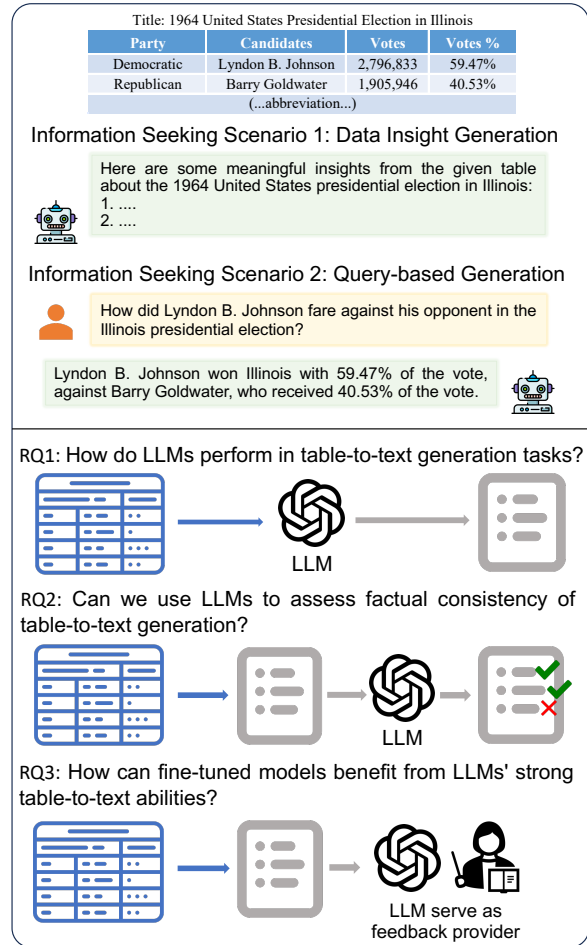 Title: 1964 United States Presidential Election in Illinois
Party Candidates Votes Votes %
Democratic Lyndon B. Johnson 2,796,833 59.47%
Republican Barry Goldwater 1,905,946 40.53%
(...abbreviation...)
Information Seeking Scenario 1: Data Insight Generation
Here are some meaningful insights from the given table
about the 1964 United States presidential election in Illinois:
1. ....
2. ....
Information Seeking Scenario 2: Query-based Generation
How did Lyndon B. Johnson fare against his opponent in the
Illinois presidential election?
Lyndon B. Johnson won Illinois with 59.47% of the vote,
against Barry Goldwater, who received 40.53% of the vote.
RQ1: How do LLMs perform in table-to-text generation tasks?
LLM
RQ2: Can we use LLMs to assess factual consistency of
table-to-text generation?
LLM
RQ3: How can fine-tuned models benefit from LLMs' strong
table-to-text abilities?
LLM serve as
feedback provider